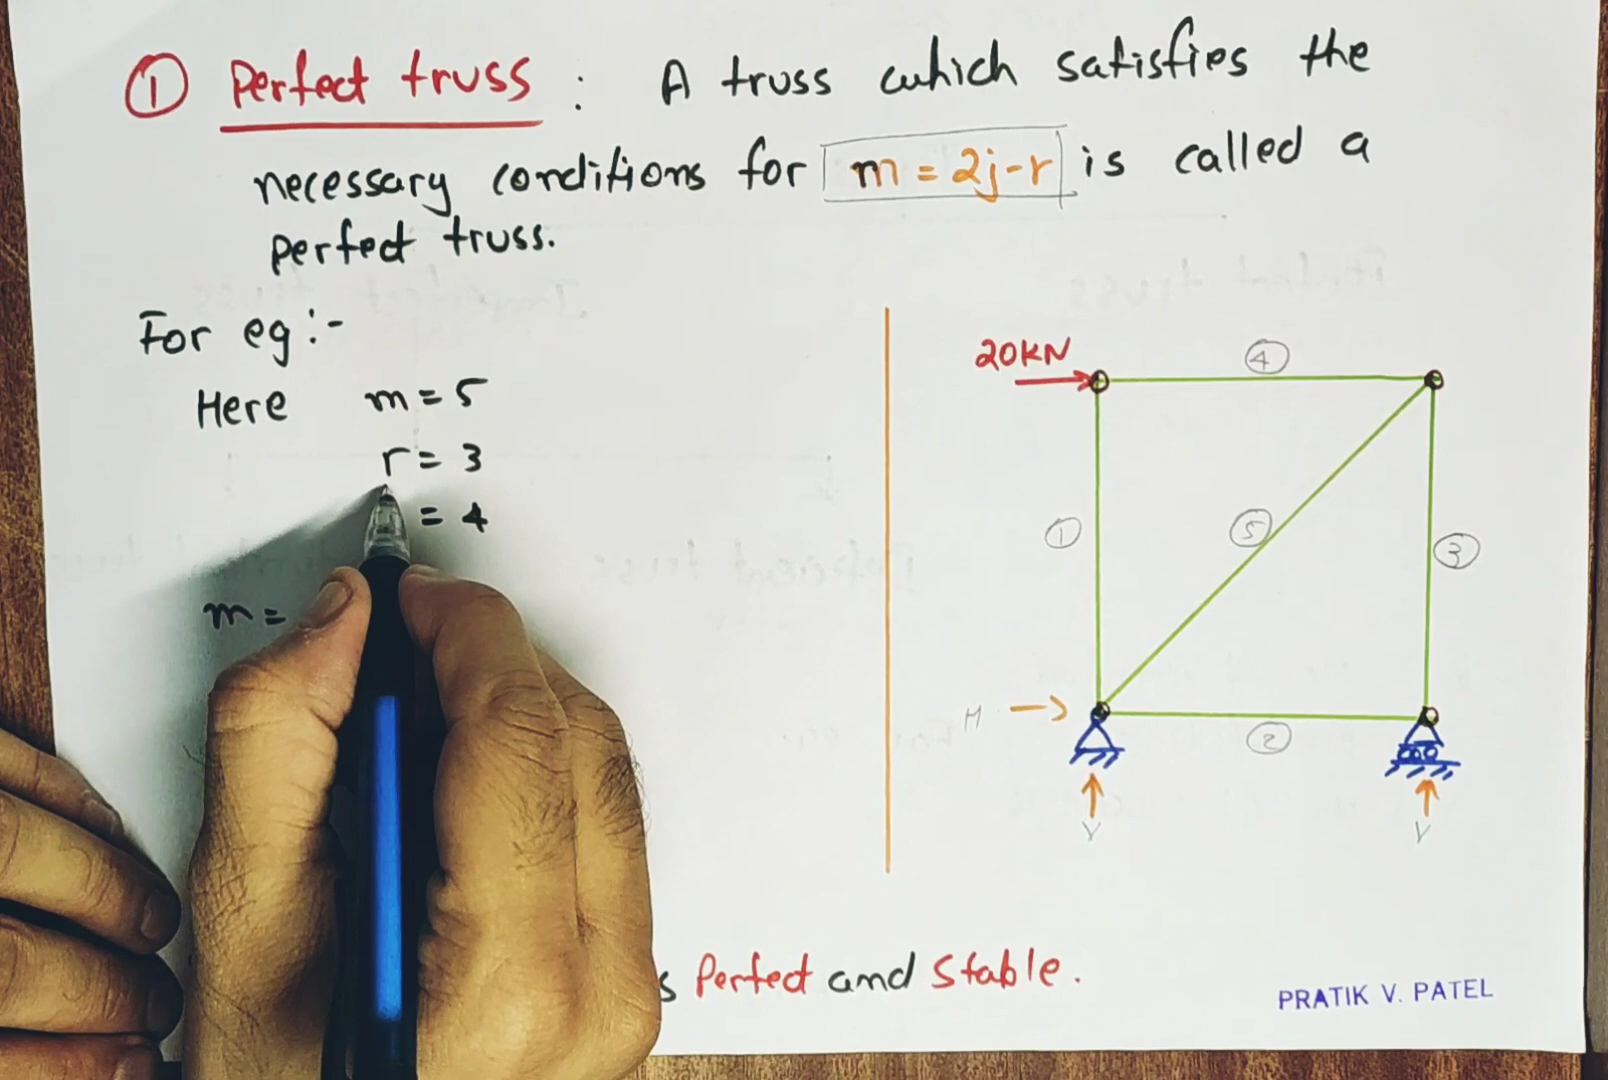 ① Perfect truss : A truss which satisfies the
necessary conditions for m = 2j-r is called a
perfect truss.
For eg :-
Here m = 5
r = 3
= 4
m =
Perfect and Stable.
20KN
④
①
⑤
③
H
②
V
V
PRATIK V. PATEL